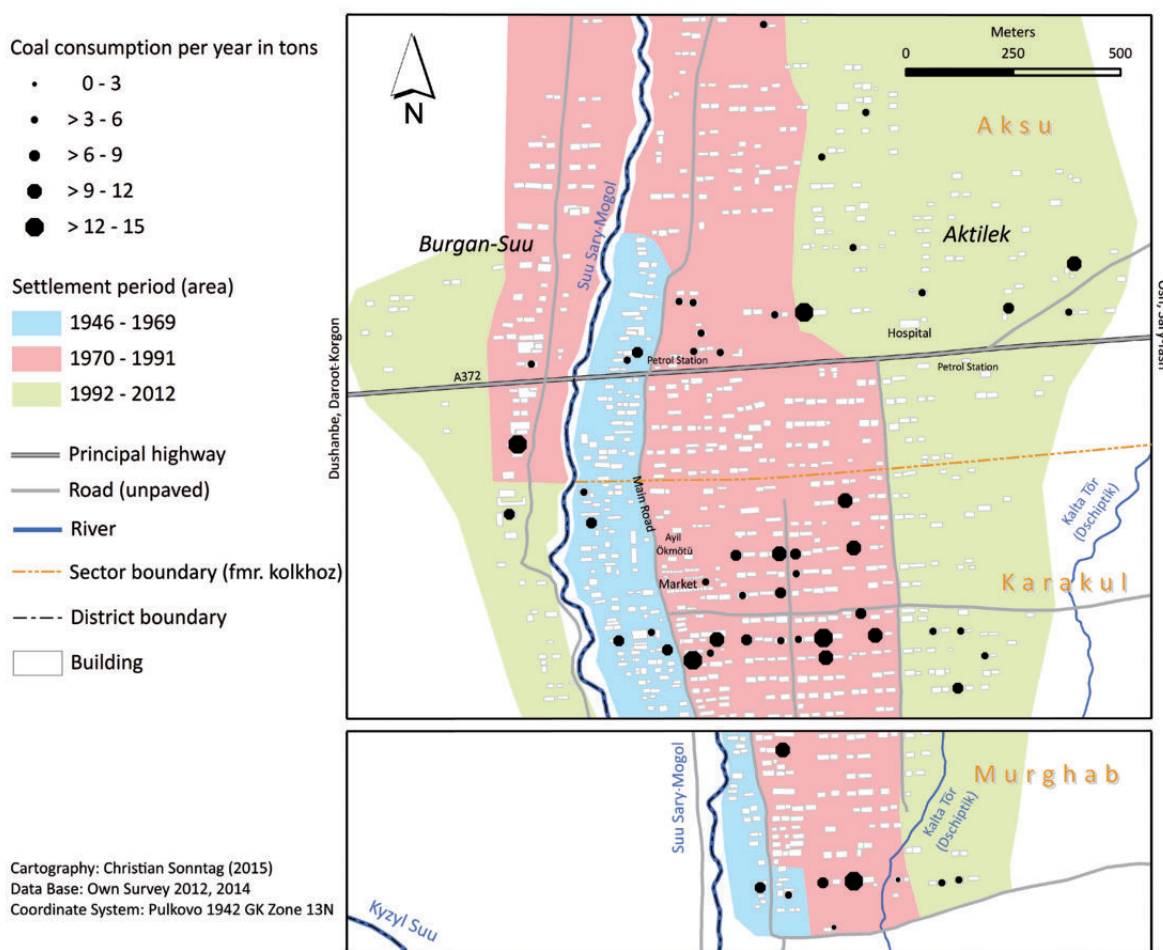 Coal consumption per year in tons
0 - 3
> 3 - 6
> 6 - 9
> 9 - 12
> 12 - 15
Settlement period (area)
1946 - 1969
1970 - 1991
1992 - 2012
Principal highway
Road (unpaved)
River
Sector boundary (fmr. kolkhoz)
District boundary
Building
Cartography: Christian Sonntag (2015)
Data Base: Own Survey 2012, 2014
Coordinate System: Pulkovo 1942 GK Zone 13N
N
Meters
0 250 500
Aksu
Suu Sary-Mogol
Burgan-Suu
Aktilek
Hospital
Petrol Station
Petrol Station
A372
Dushanbe, Daroot-Korgon
Main Road
Ayil
Ökmötü
Market
Kalta Tör
(Dschiptik)
Karakul
Suu Sary-Mogol
Murghab
Kalta Tör
(Dschiptik)
Kyzyl Suu